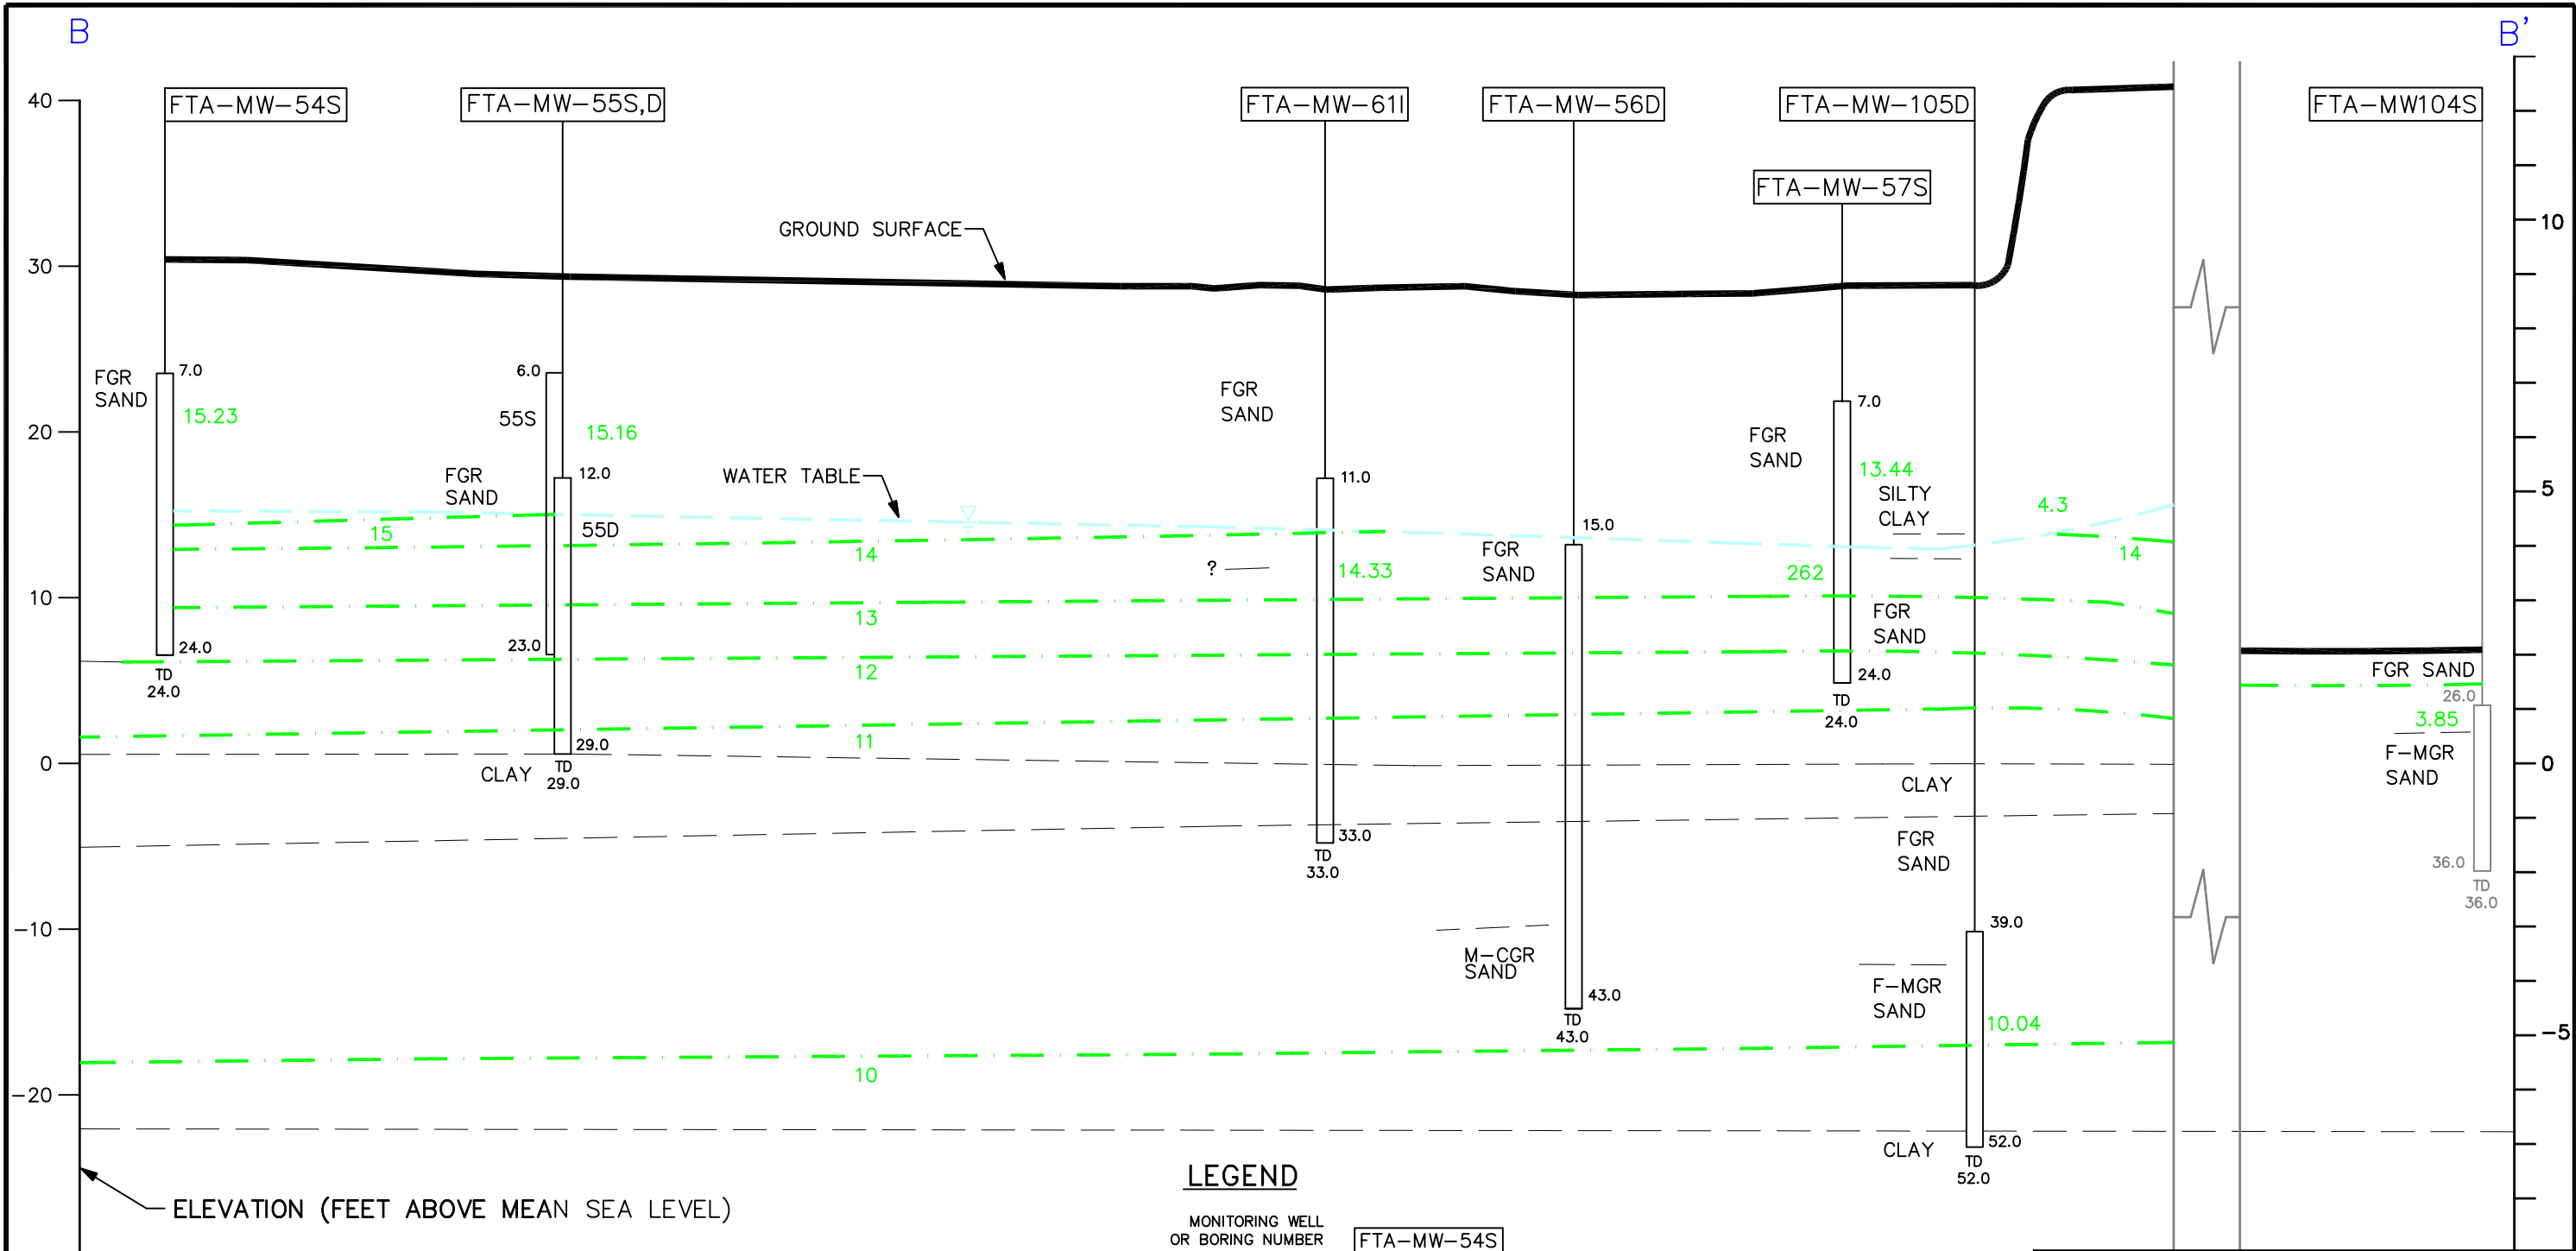 B
B'
40
FTA-MW-54S
FTA-MW-55S,D
FTA-MW-61I
FTA-MW-56D
FTA-MW-105D
FTA-MW104S
FTA-MW-57S
GROUND SURFACE
10
30
FGR
SAND
7.0
15.23
6.0
55S
15.16
20
FGR
SAND
12.0
55D
WATER TABLE
FGR
SAND
11.0
15.0
FGR
SAND
7.0
13.44
SILTY
CLAY
4.3
5
15
14
?
14.33
FGR
SAND
262
14
10
13
FGR
SAND
24.0
TD
24.0
23.0
12
24.0
TD
24.0
FGR SAND
26.0
3.85
F-MGR
SAND
11
29.0
TD
29.0
CLAY
0
0
CLAY
33.0
TD
33.0
FGR
SAND
36.0
TD
36.0
-10
39.0
M-CGR
SAND
F-MGR
SAND
43.0
TD
43.0
10.04
-5
10
-20
52.0
CLAY
TD
52.0
LEGEND
ELEVATION (FEET ABOVE MEAN SEA LEVEL)
MONITORING WELL
OR BORING NUMBER
FTA-MW-54S